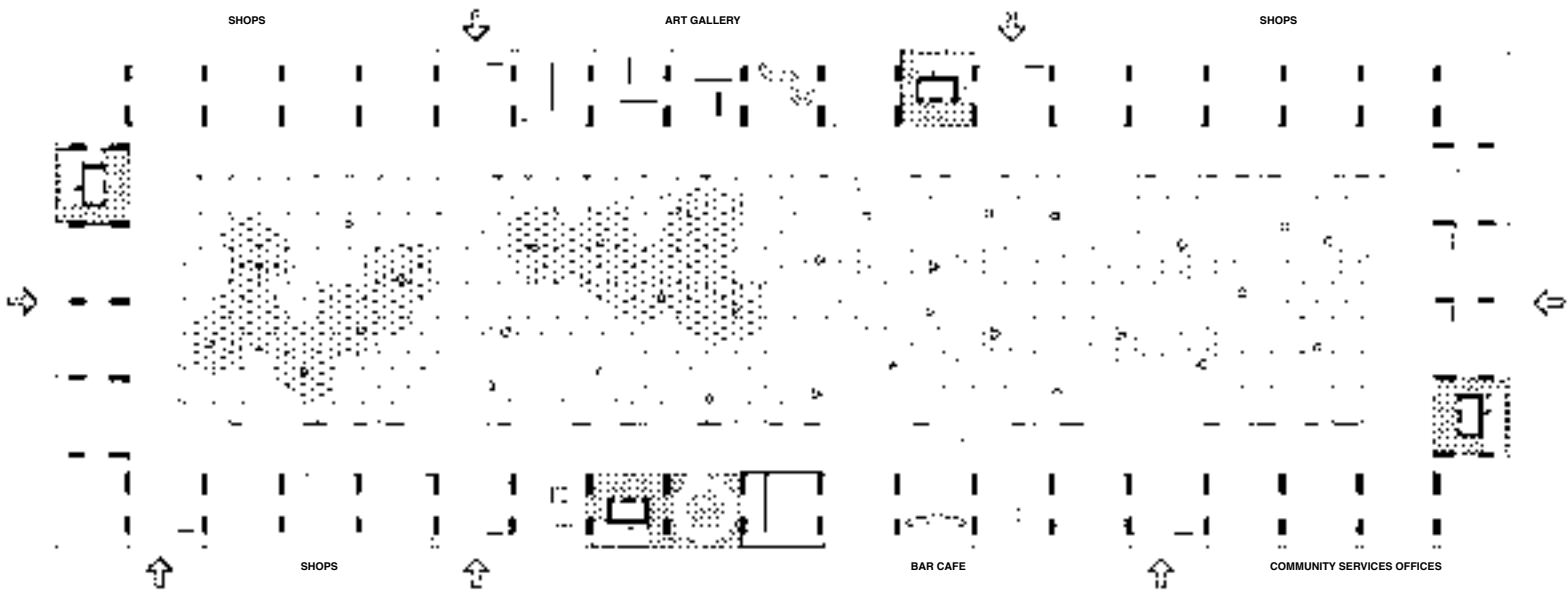 SHOPS
ART GALLERY
SHOPS
SHOPS
BAR CAFE
COMMUNITY SERVICES OFFICES